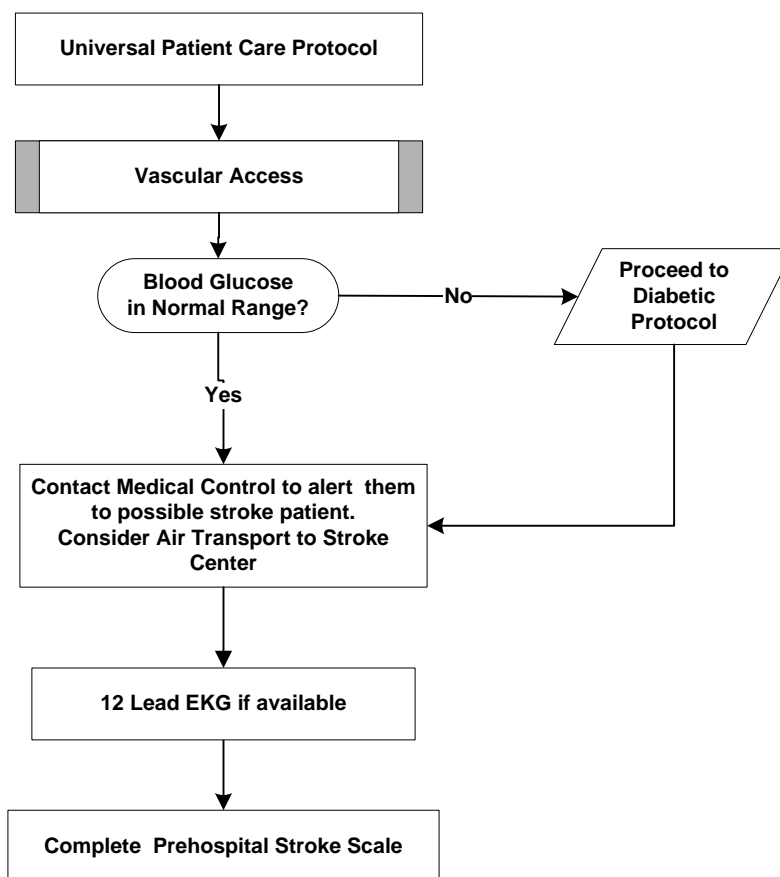 Universal Patient Care Protocol
Vascular Access
Blood Glucose
in Normal Range?
No
Proceed to
Diabetic
Protocol
Yes
Contact Medical Control to alert  them
to possible stroke patient.
Consider Air Transport to Stroke
Center
12 Lead EKG if available
Complete  Prehospital Stroke Scale